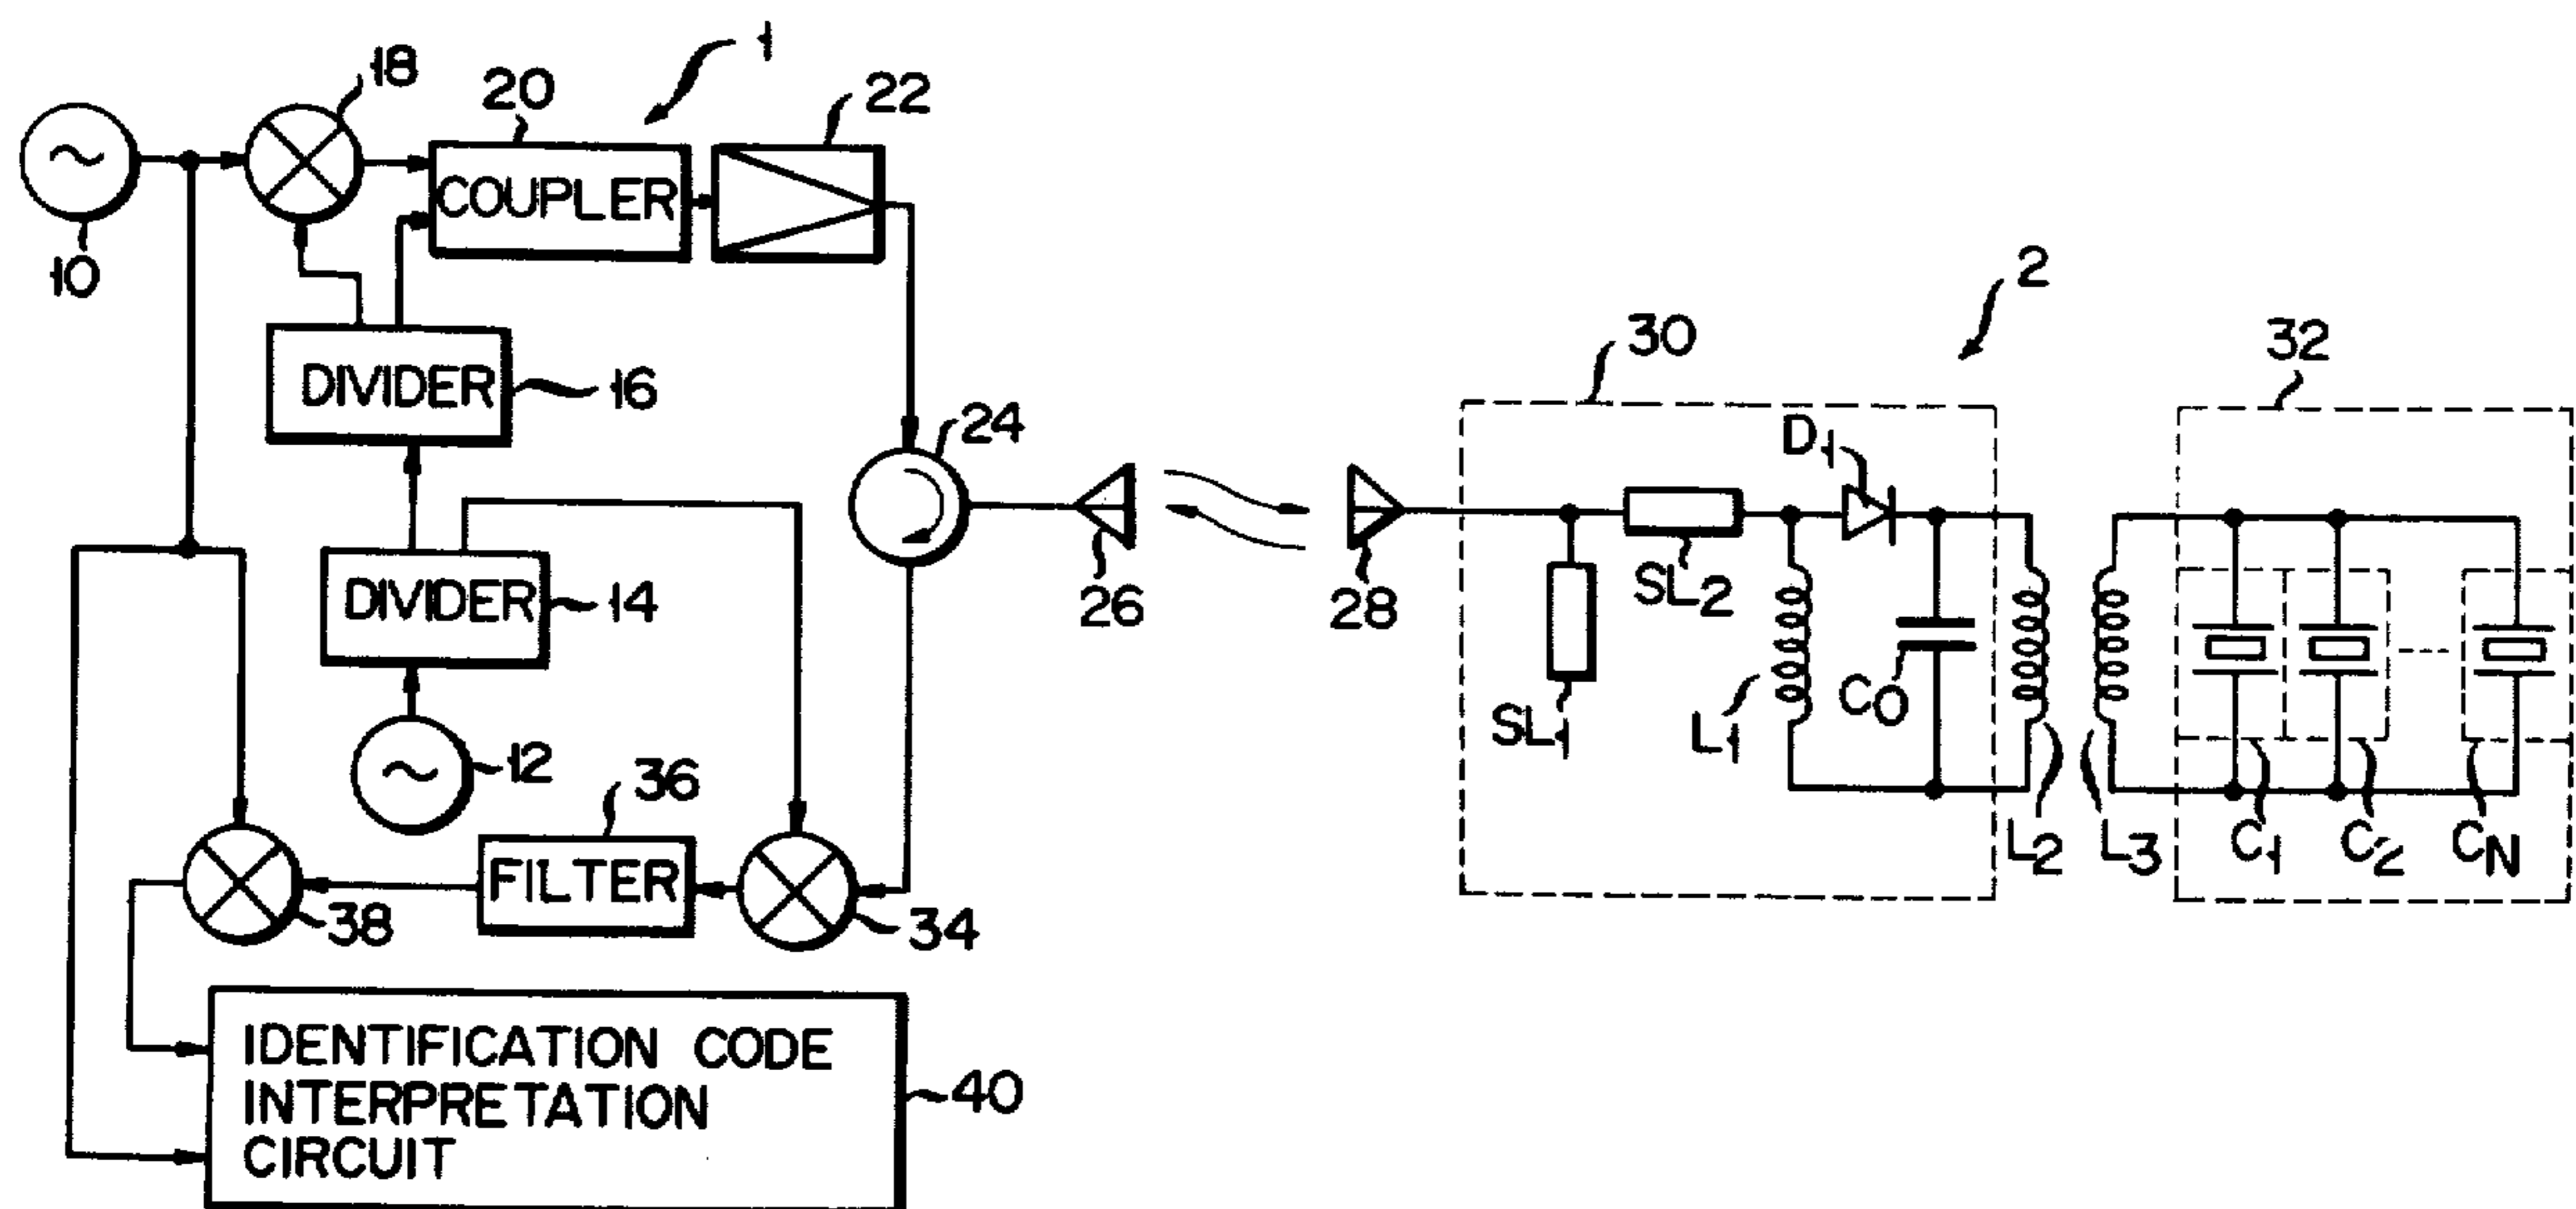 1
18
20
22
COUPLER
10
2
DIVIDER
16
30
32
24
D1
DIVIDER
14
26
28
SL2
SL1
L1
C0
12
36
L2
L3
C1
C2
CN
FILTER
38
34
IDENTIFICATION CODE
INTERPRETATION
CIRCUIT
40